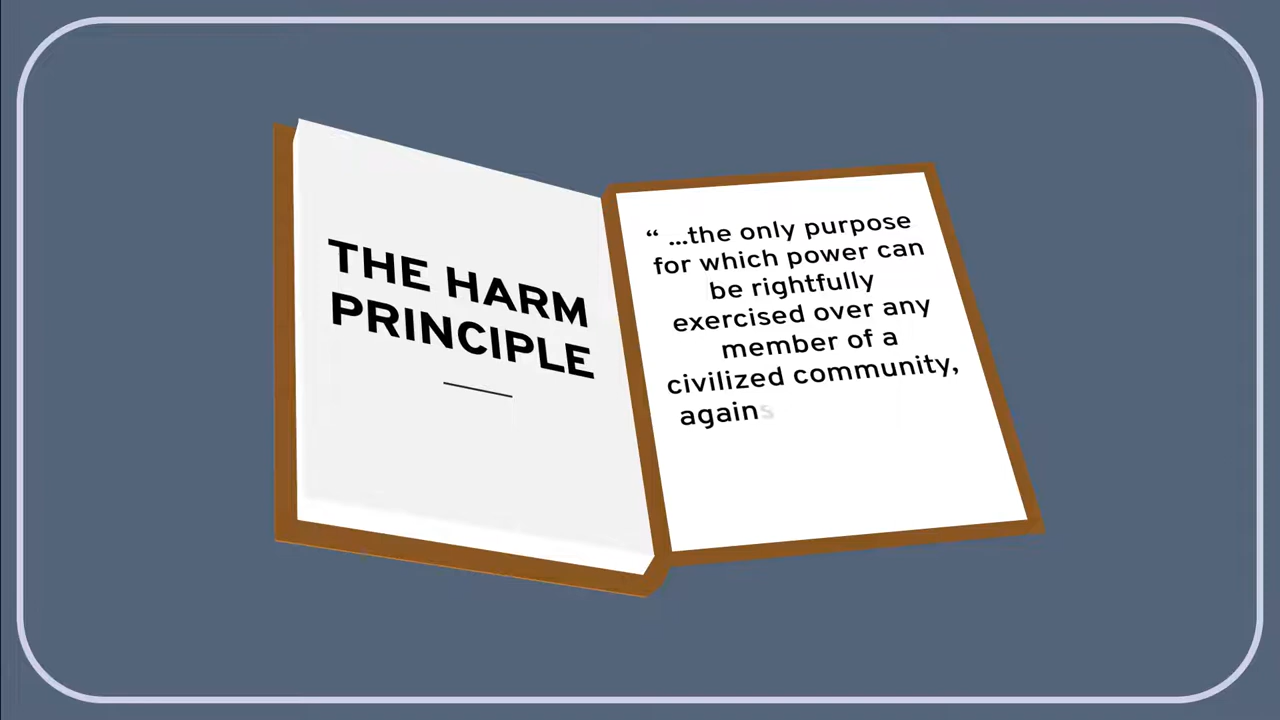 THE HARM
PRINCIPLE
“ ...the only purpose
for which power can
be rightfully
exercised over any
member of a
civilized community,
agains